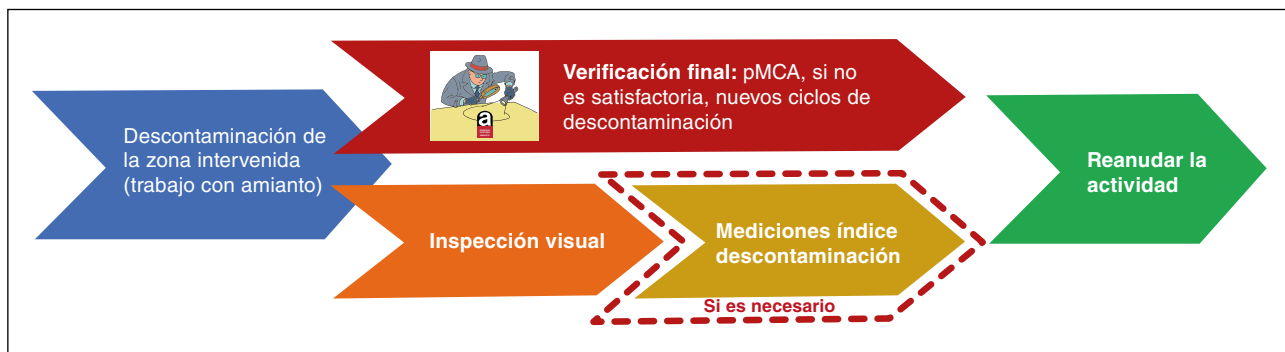 Descontaminación de
la zona intervenida
(trabajo con amianto)
Verificación final: pMCA, si no
es satisfactoria, nuevos ciclos de
descontaminación
a
Inspección visual
Mediciones índice
descontaminación
Si es necesario
Reanudar la
actividad